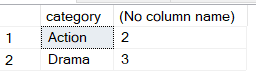 category (No column name)
1 Action 2
2 Drama 3